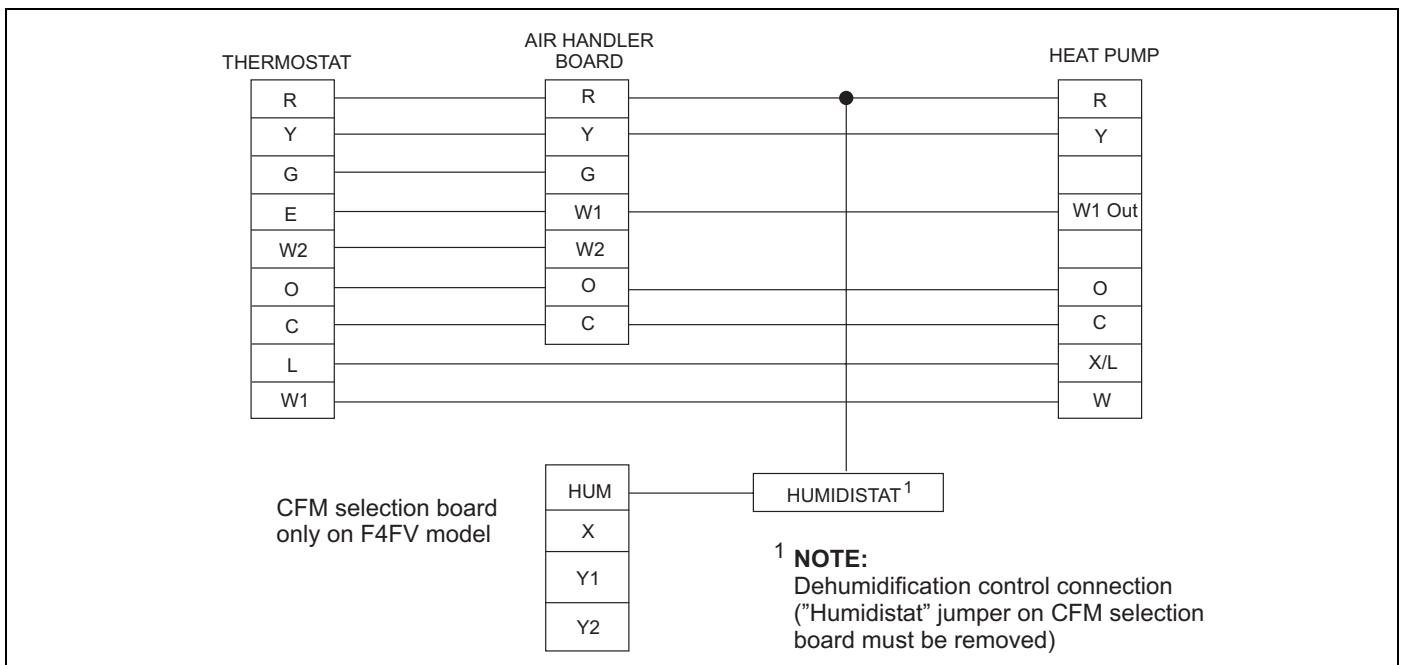 THERMOSTAT
AIR HANDLER
BOARD
HEAT PUMP
R
R
R
Y
Y
Y
G
G
E
W1
W1 Out
W2
W2
O
O
O
C
C
C
L
X/L
W1
W
CFM selection board
only on F4FV model
HUM
X
Y1
Y2
HUMIDISTAT1
1 NOTE:
Dehumidification control connection
("Humidistat" jumper on CFM selection
board must be removed)